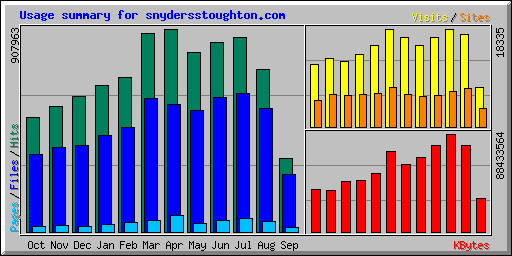 Usage summary for snydersstoughton.com
Visits / Sites
907963
18335
Pages / Files / Hits
88433564
Oct Nov Dec Jan Feb Mar Apr May Jun Jul Aug Sep
KBytes